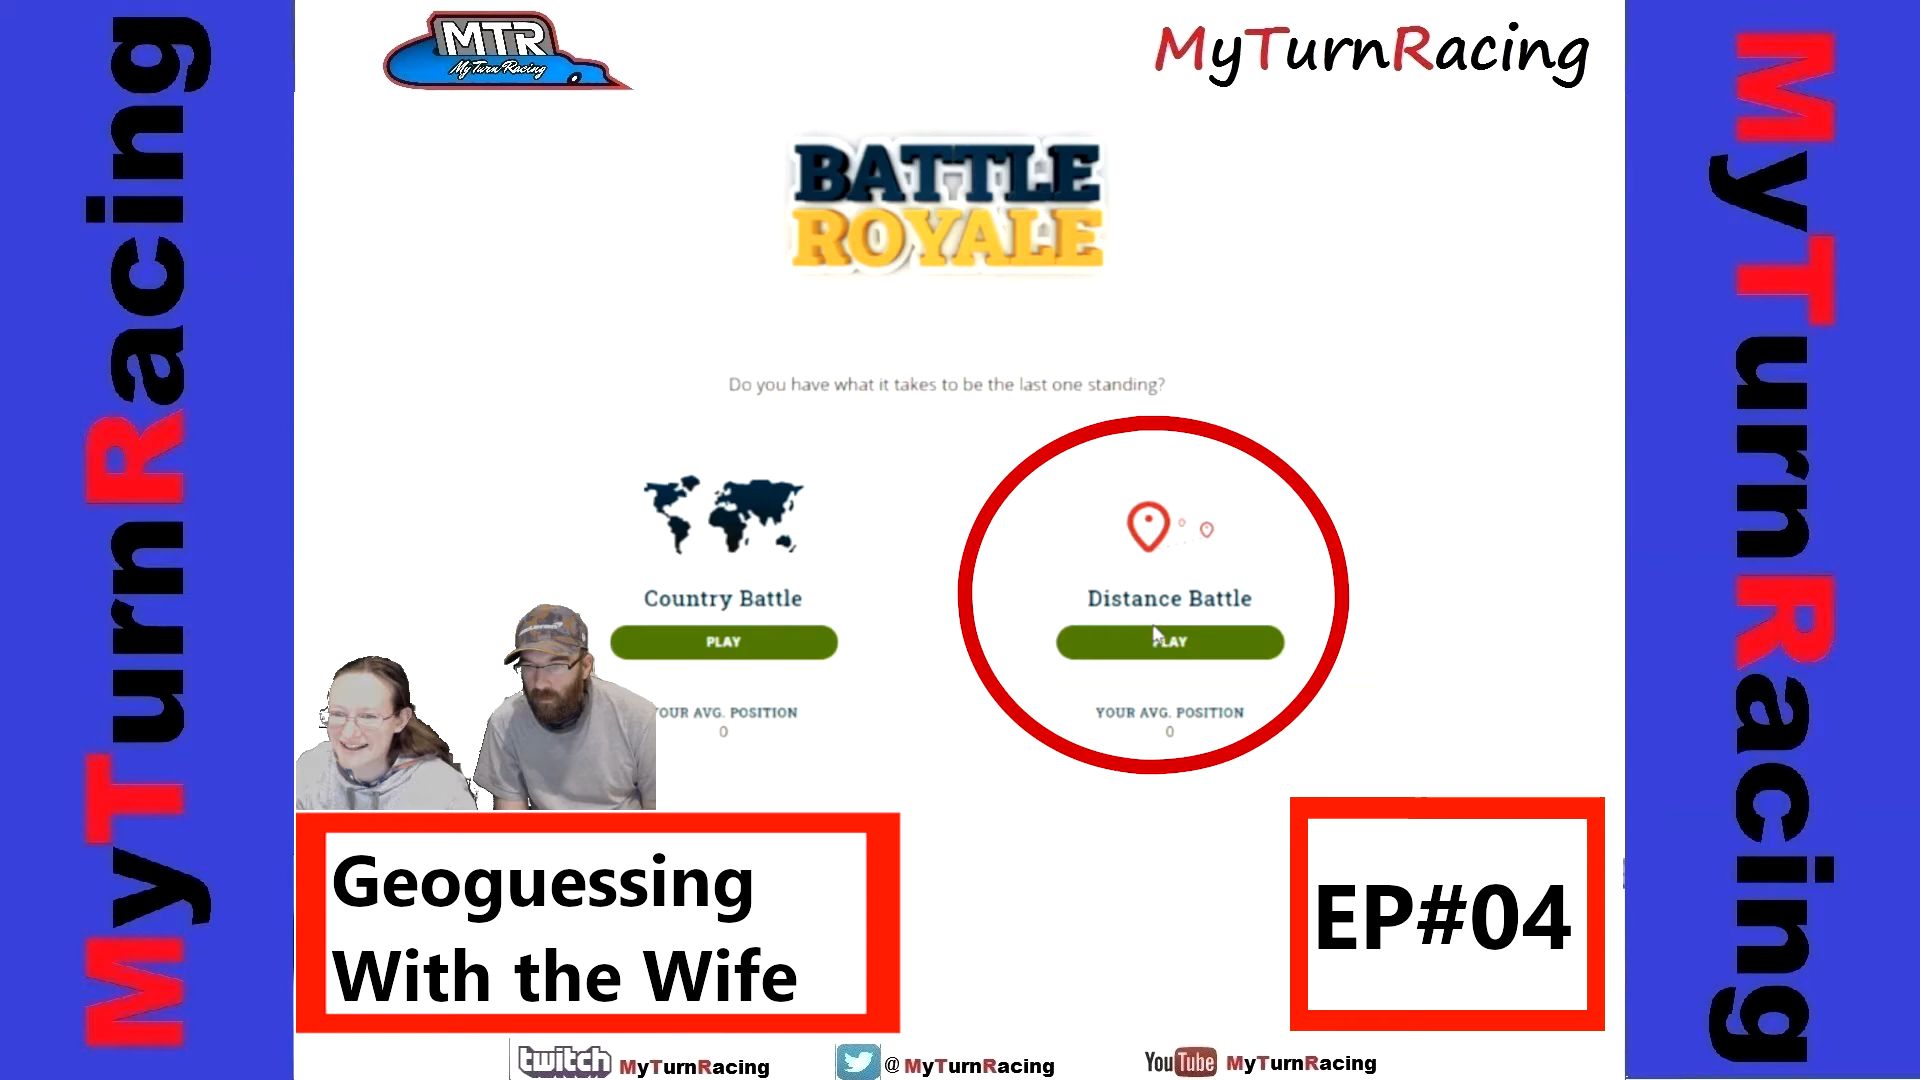 MyTurnRacing
MTR
My Turn Racing
MyTurnRacing
MyTurnRacing
BATTLE
ROYALE
Do you have what it takes to be the last one standing?
Country Battle
PLAY
YOUR AVG. POSITION
0
Distance Battle
PLAY
YOUR AVG. POSITION
0
Geoguessing
With the Wife
EP#04
twitch MyTurnRacing
@MyTurnRacing
YouTube MyTurnRacing